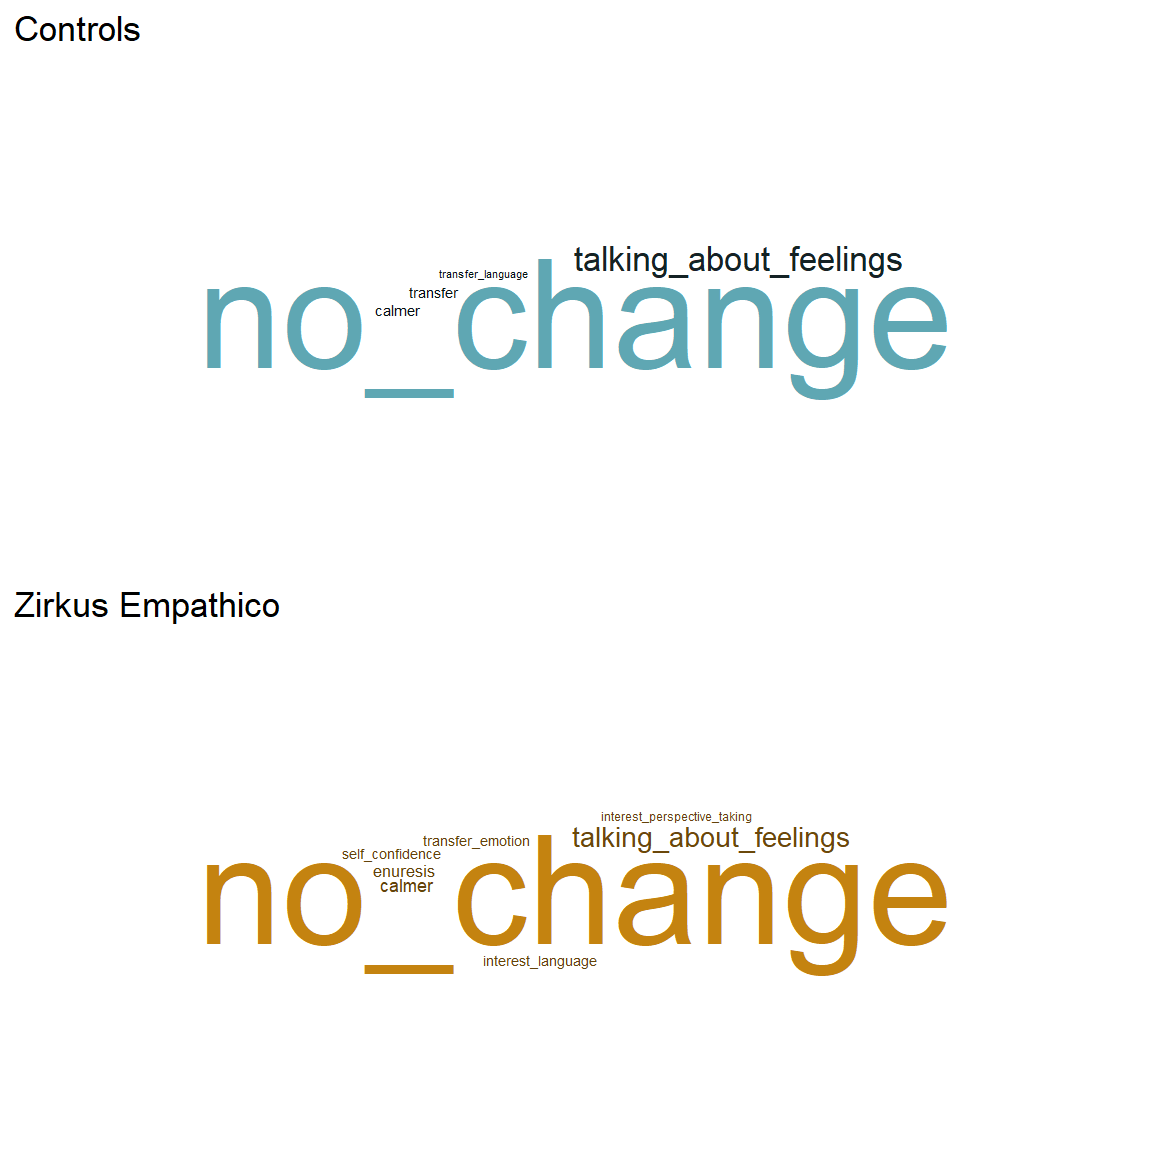 Controls
talking_about_feelings
transfer_language
transfer
calmer
no_change
Zirkus Empathico
interest_perspective_taking
talking_about_feelings
transfer_emotion
self_confidence
enuresis
calmer
no_change
interest_language